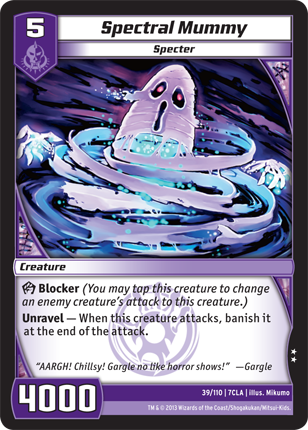 5
Spectral Mummy
Specter
Creature
Blocker (You may tap this creature to change
an enemy creature's attack to this creature.)
Unravel — When this creature attacks, banish it
at the end of the attack.
"AARGH! Chillsy! Gargle no like horror shows!" —Gargle
4000
39/110 | 7CLA | Illus. Mikumo
TM & © 2013 Wizards of the Coast/Shogakukan/Mitsui-Kids.